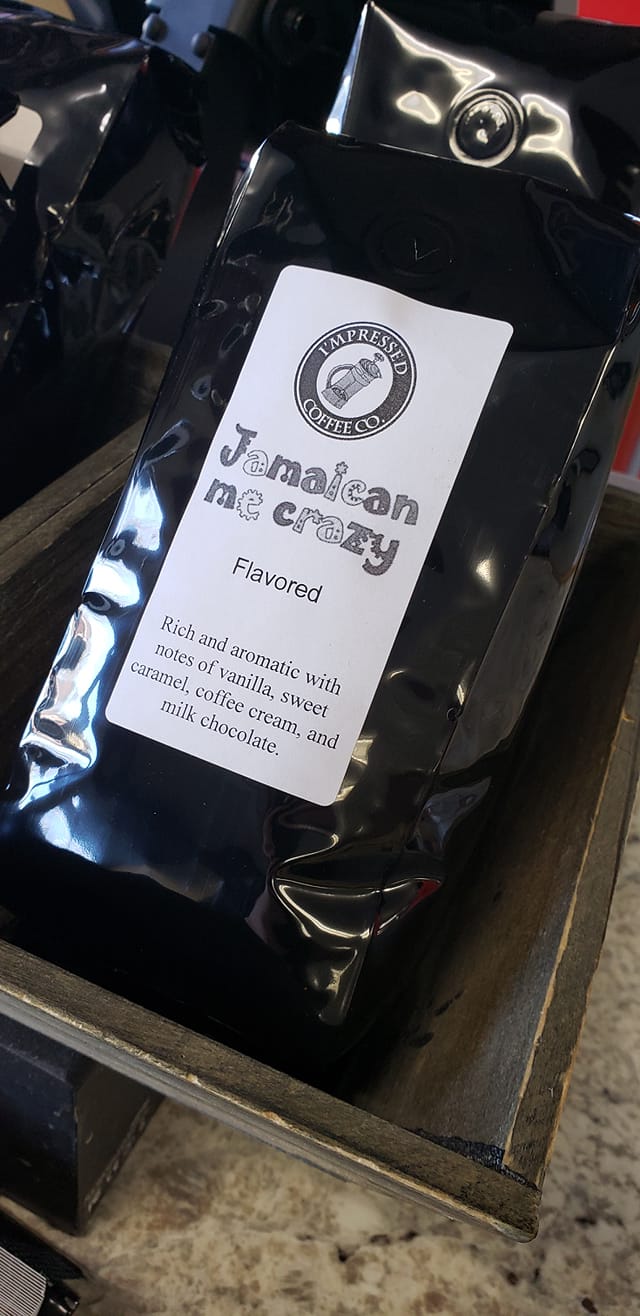 I'MPRESSED
COFFEE CO.
Jamaican
me crazy
Flavored
Rich and aromatic with
notes of vanilla, sweet
caramel, coffee cream, and
milk chocolate.